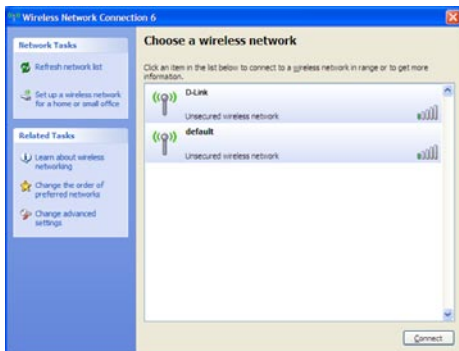 Wireless Network Connection 6
Network Tasks
Refresh network list
Set up a wireless network
for a home or small office
Related Tasks
Learn about wireless
networking
Change the order of
preferred networks
Change advanced
settings
Choose a wireless network
Click an item in the list below to connect to a wireless network in range or to get more
information.
D-Link
Unsecured wireless network
default
Unsecured wireless network
Connect